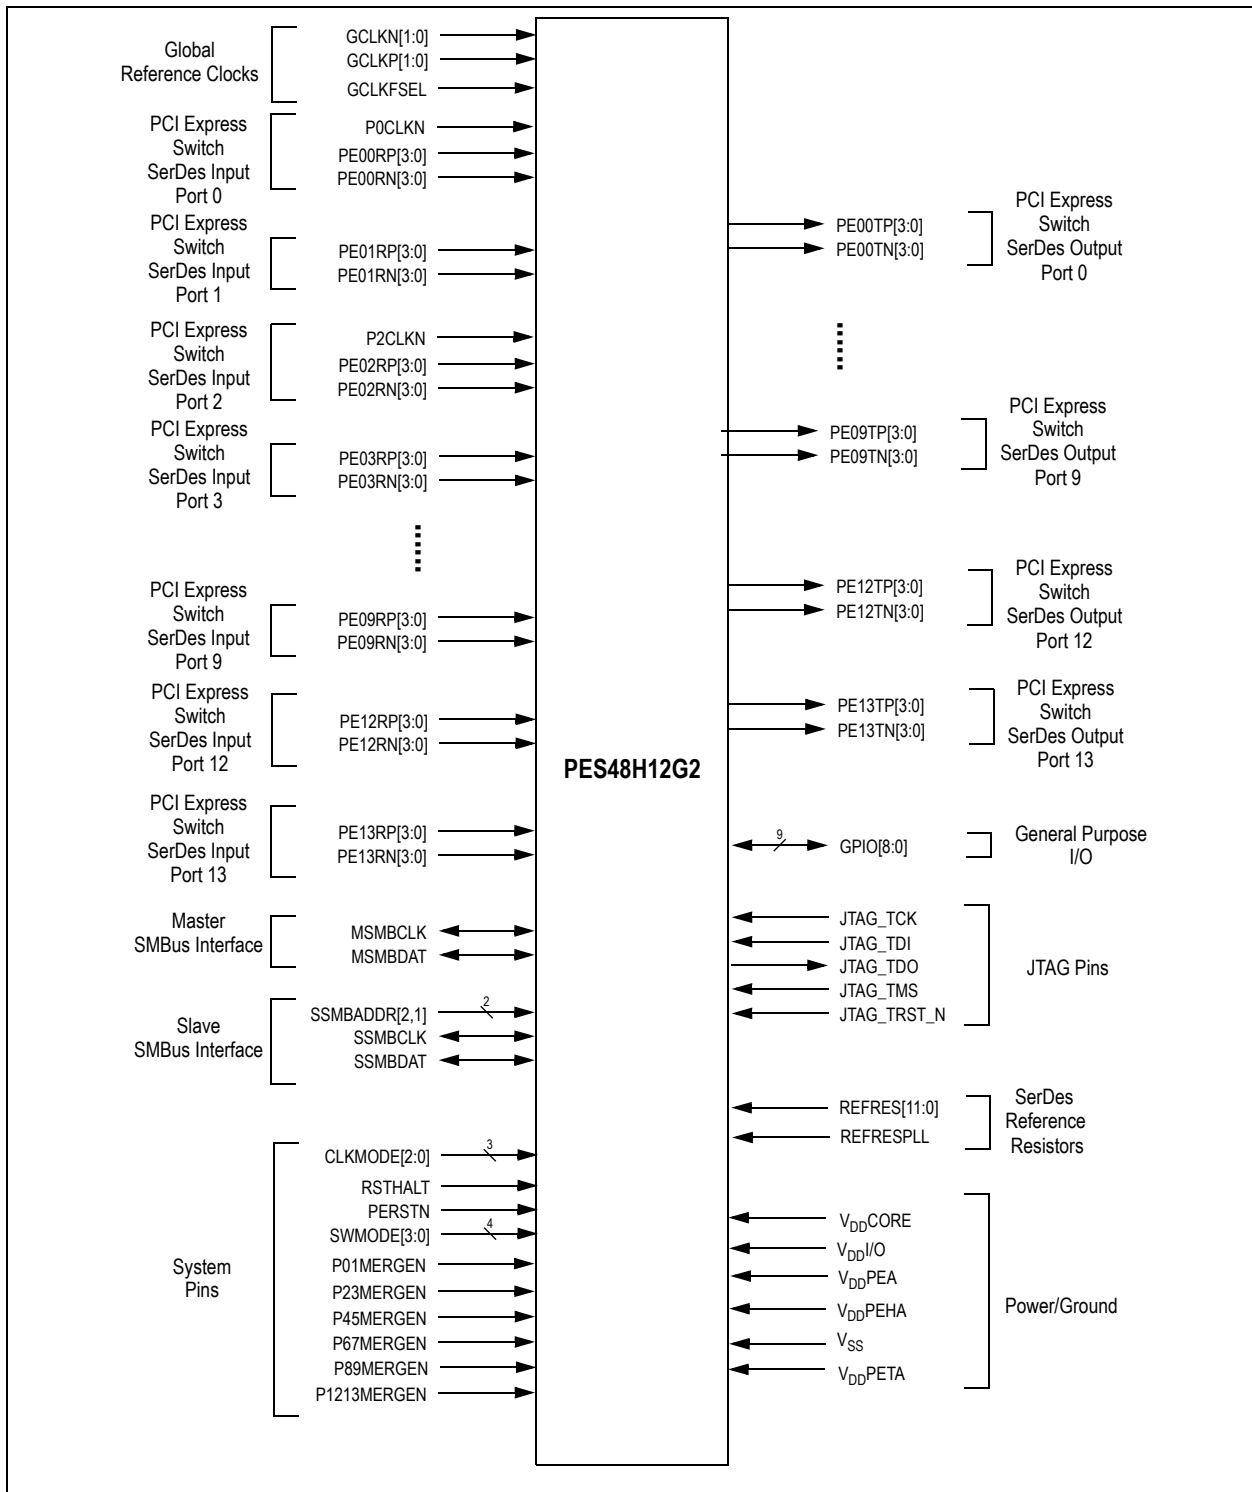 Global
Reference Clocks
GCLKN[1:0]
GCLKP[1:0]
GCLKFSEL
PCI Express
Switch
SerDes Input
Port 0
P0CLKN
PE00RP[3:0]
PE00RN[3:0]
PCI Express
Switch
SerDes Input
Port 1
PE01RP[3:0]
PE01RN[3:0]
PCI Express
Switch
SerDes Input
Port 2
P2CLKN
PE02RP[3:0]
PE02RN[3:0]
PCI Express
Switch
SerDes Input
Port 3
PE03RP[3:0]
PE03RN[3:0]
PCI Express
Switch
SerDes Input
Port 9
PE09RP[3:0]
PE09RN[3:0]
PCI Express
Switch
SerDes Input
Port 12
PE12RP[3:0]
PE12RN[3:0]
PCI Express
Switch
SerDes Input
Port 13
PE13RP[3:0]
PE13RN[3:0]
Master
SMBus Interface
MSMBCLK
MSMBDAT
Slave
SMBus Interface
SSMBADDR[2,1]
2
SSMBCLK
SSMBDAT
System
Pins
CLKMODE[2:0]
3
RSTHALT
PERSTN
SWMODE[3:0]
4
P01MERGEN
P23MERGEN
P45MERGEN
P67MERGEN
P89MERGEN
P1213MERGEN
PES48H12G2
PE00TP[3:0]
PE00TN[3:0]
PCI Express
Switch
SerDes Output
Port 0
PE09TP[3:0]
PE09TN[3:0]
PCI Express
Switch
SerDes Output
Port 9
PE12TP[3:0]
PE12TN[3:0]
PCI Express
Switch
SerDes Output
Port 12
PE13TP[3:0]
PE13TN[3:0]
PCI Express
Switch
SerDes Output
Port 13
9
GPIO[8:0]
General Purpose
I/O
JTAG_TCK
JTAG_TDI
JTAG_TDO
JTAG_TMS
JTAG_TRST_N
JTAG Pins
REFRES[11:0]
REFRESPLL
SerDes
Reference
Resistors
VDDCORE
VDDI/O
VDDPEA
VDDPEHA
VSS
VDDPETA
Power/Ground